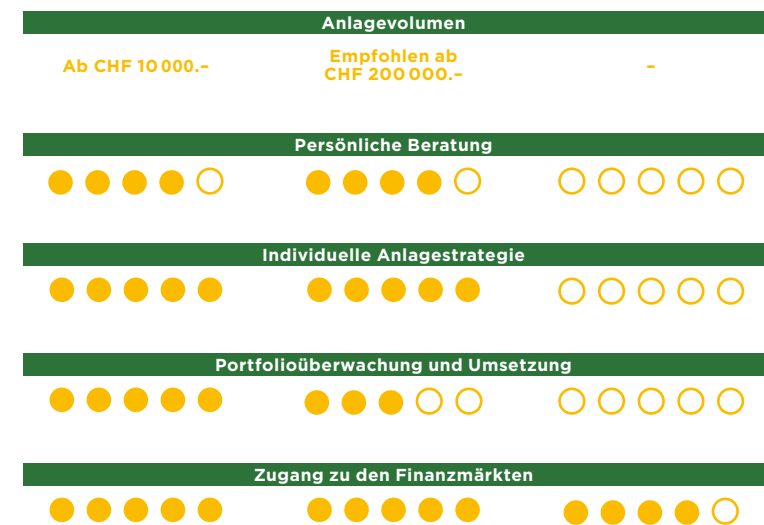 Anlagevolumen
Ab CHF 10 000.–
Empfohlen ab
CHF 200 000.–
–
Persönliche Beratung
Individuelle Anlagestrategie
Portfolioüberwachung und Umsetzung
Zugang zu den Finanzmärkten